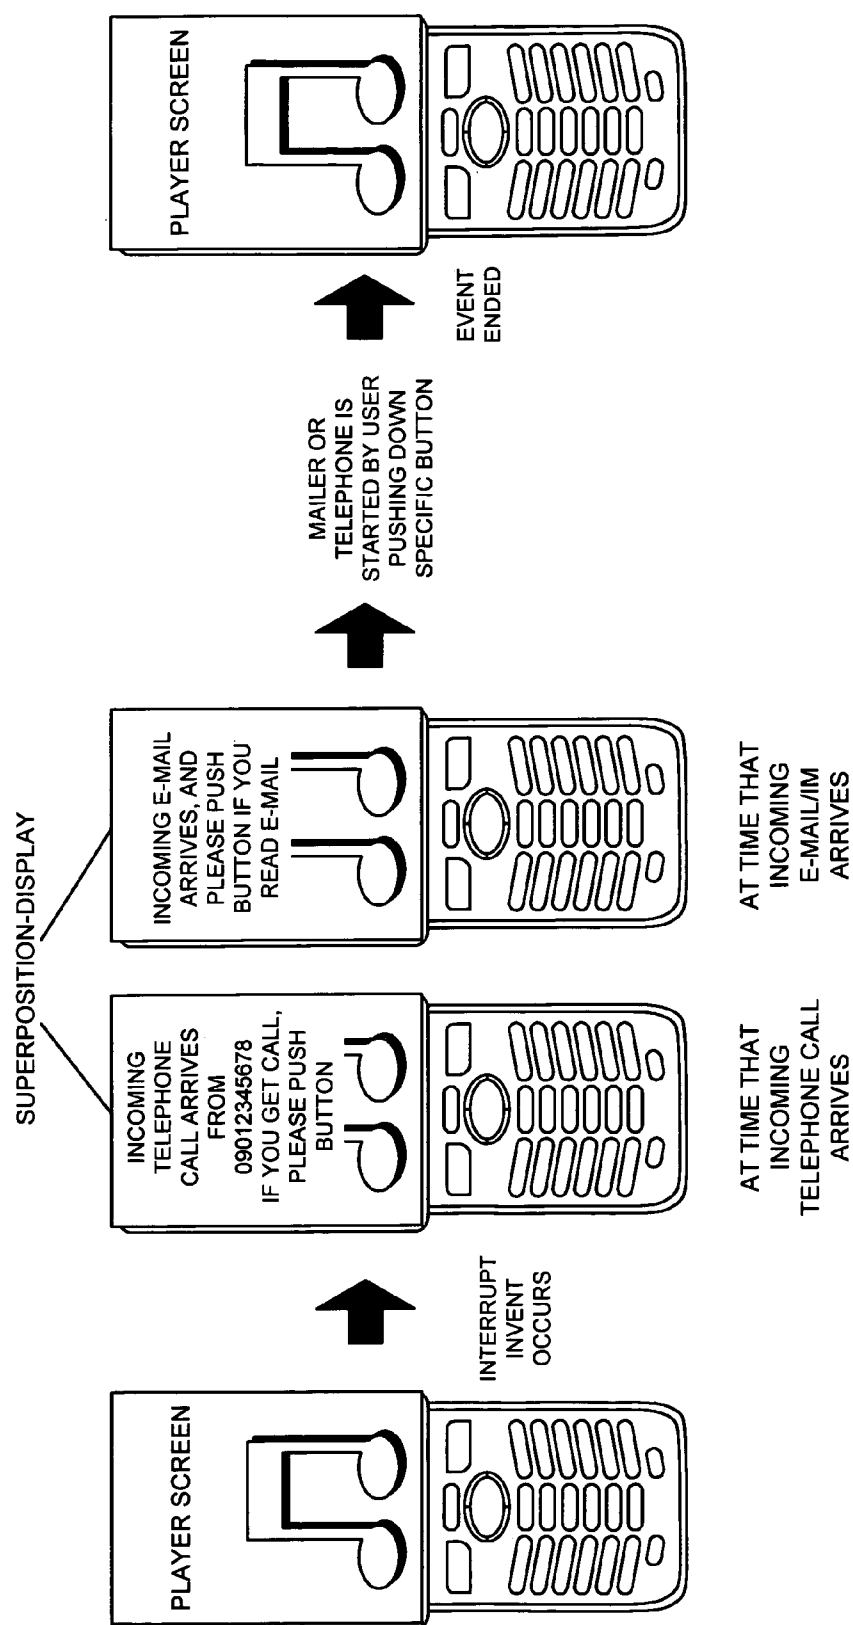 SUPERPOSITION-DISPLAY
PLAYER SCREEN
INTERRUPT
INVENT
OCCURS
INCOMING
TELEPHONE
CALL ARRIVES
FROM
09012345678
IF YOU GET CALL,
PLEASE PUSH
BUTTON
AT TIME THAT
INCOMING
TELEPHONE CALL
ARRIVES
INCOMING E-MAIL
ARRIVES, AND
PLEASE PUSH
BUTTON IF YOU
READ E-MAIL
AT TIME THAT
INCOMING
E-MAIL/IM
ARRIVES
MAILER OR
TELEPHONE IS
STARTED BY USER
PUSHING DOWN
SPECIFIC BUTTON
EVENT
ENDED
PLAYER SCREEN